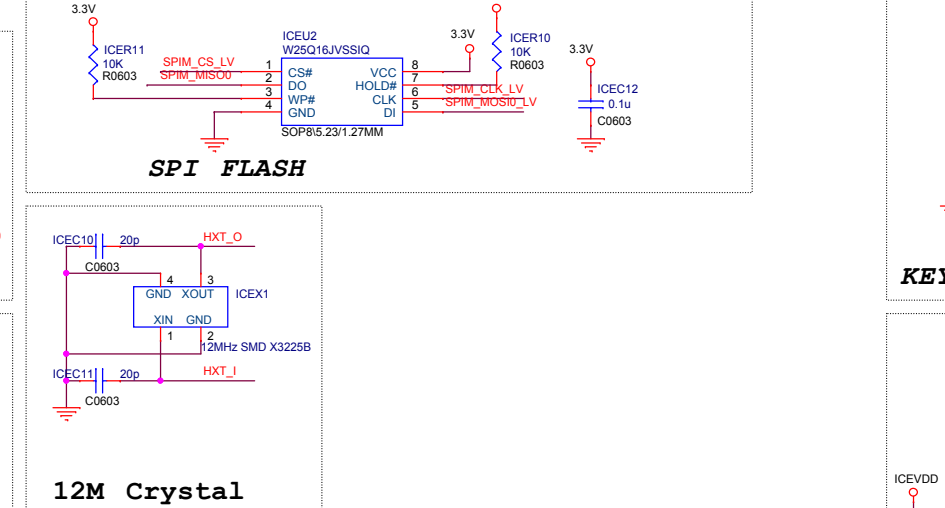 3.3V
ICER11
10K
R0603
SPIM_CS_LV
SPIM_MISO0
ICEU2
W25Q16JVSSIQ
1 CS# VCC 8
2 DO HOLD# 7
3 WP# CLK 6
4 GND DI 5
SOP8\5.23/1.27MM
3.3V
ICER10
10K
R0603
SPIM_CLK_LV
SPIM_MOSI0_LV
3.3V
ICEC12
0.1u
C0603
SPI FLASH
ICEC10 20p HXT_O
C0603
4 3
GND XOUT ICEX1
XIN GND
1 2
12MHz SMD X3225B
ICEC11 20p HXT_I
C0603
12M Crystal
KEY
ICEVDD